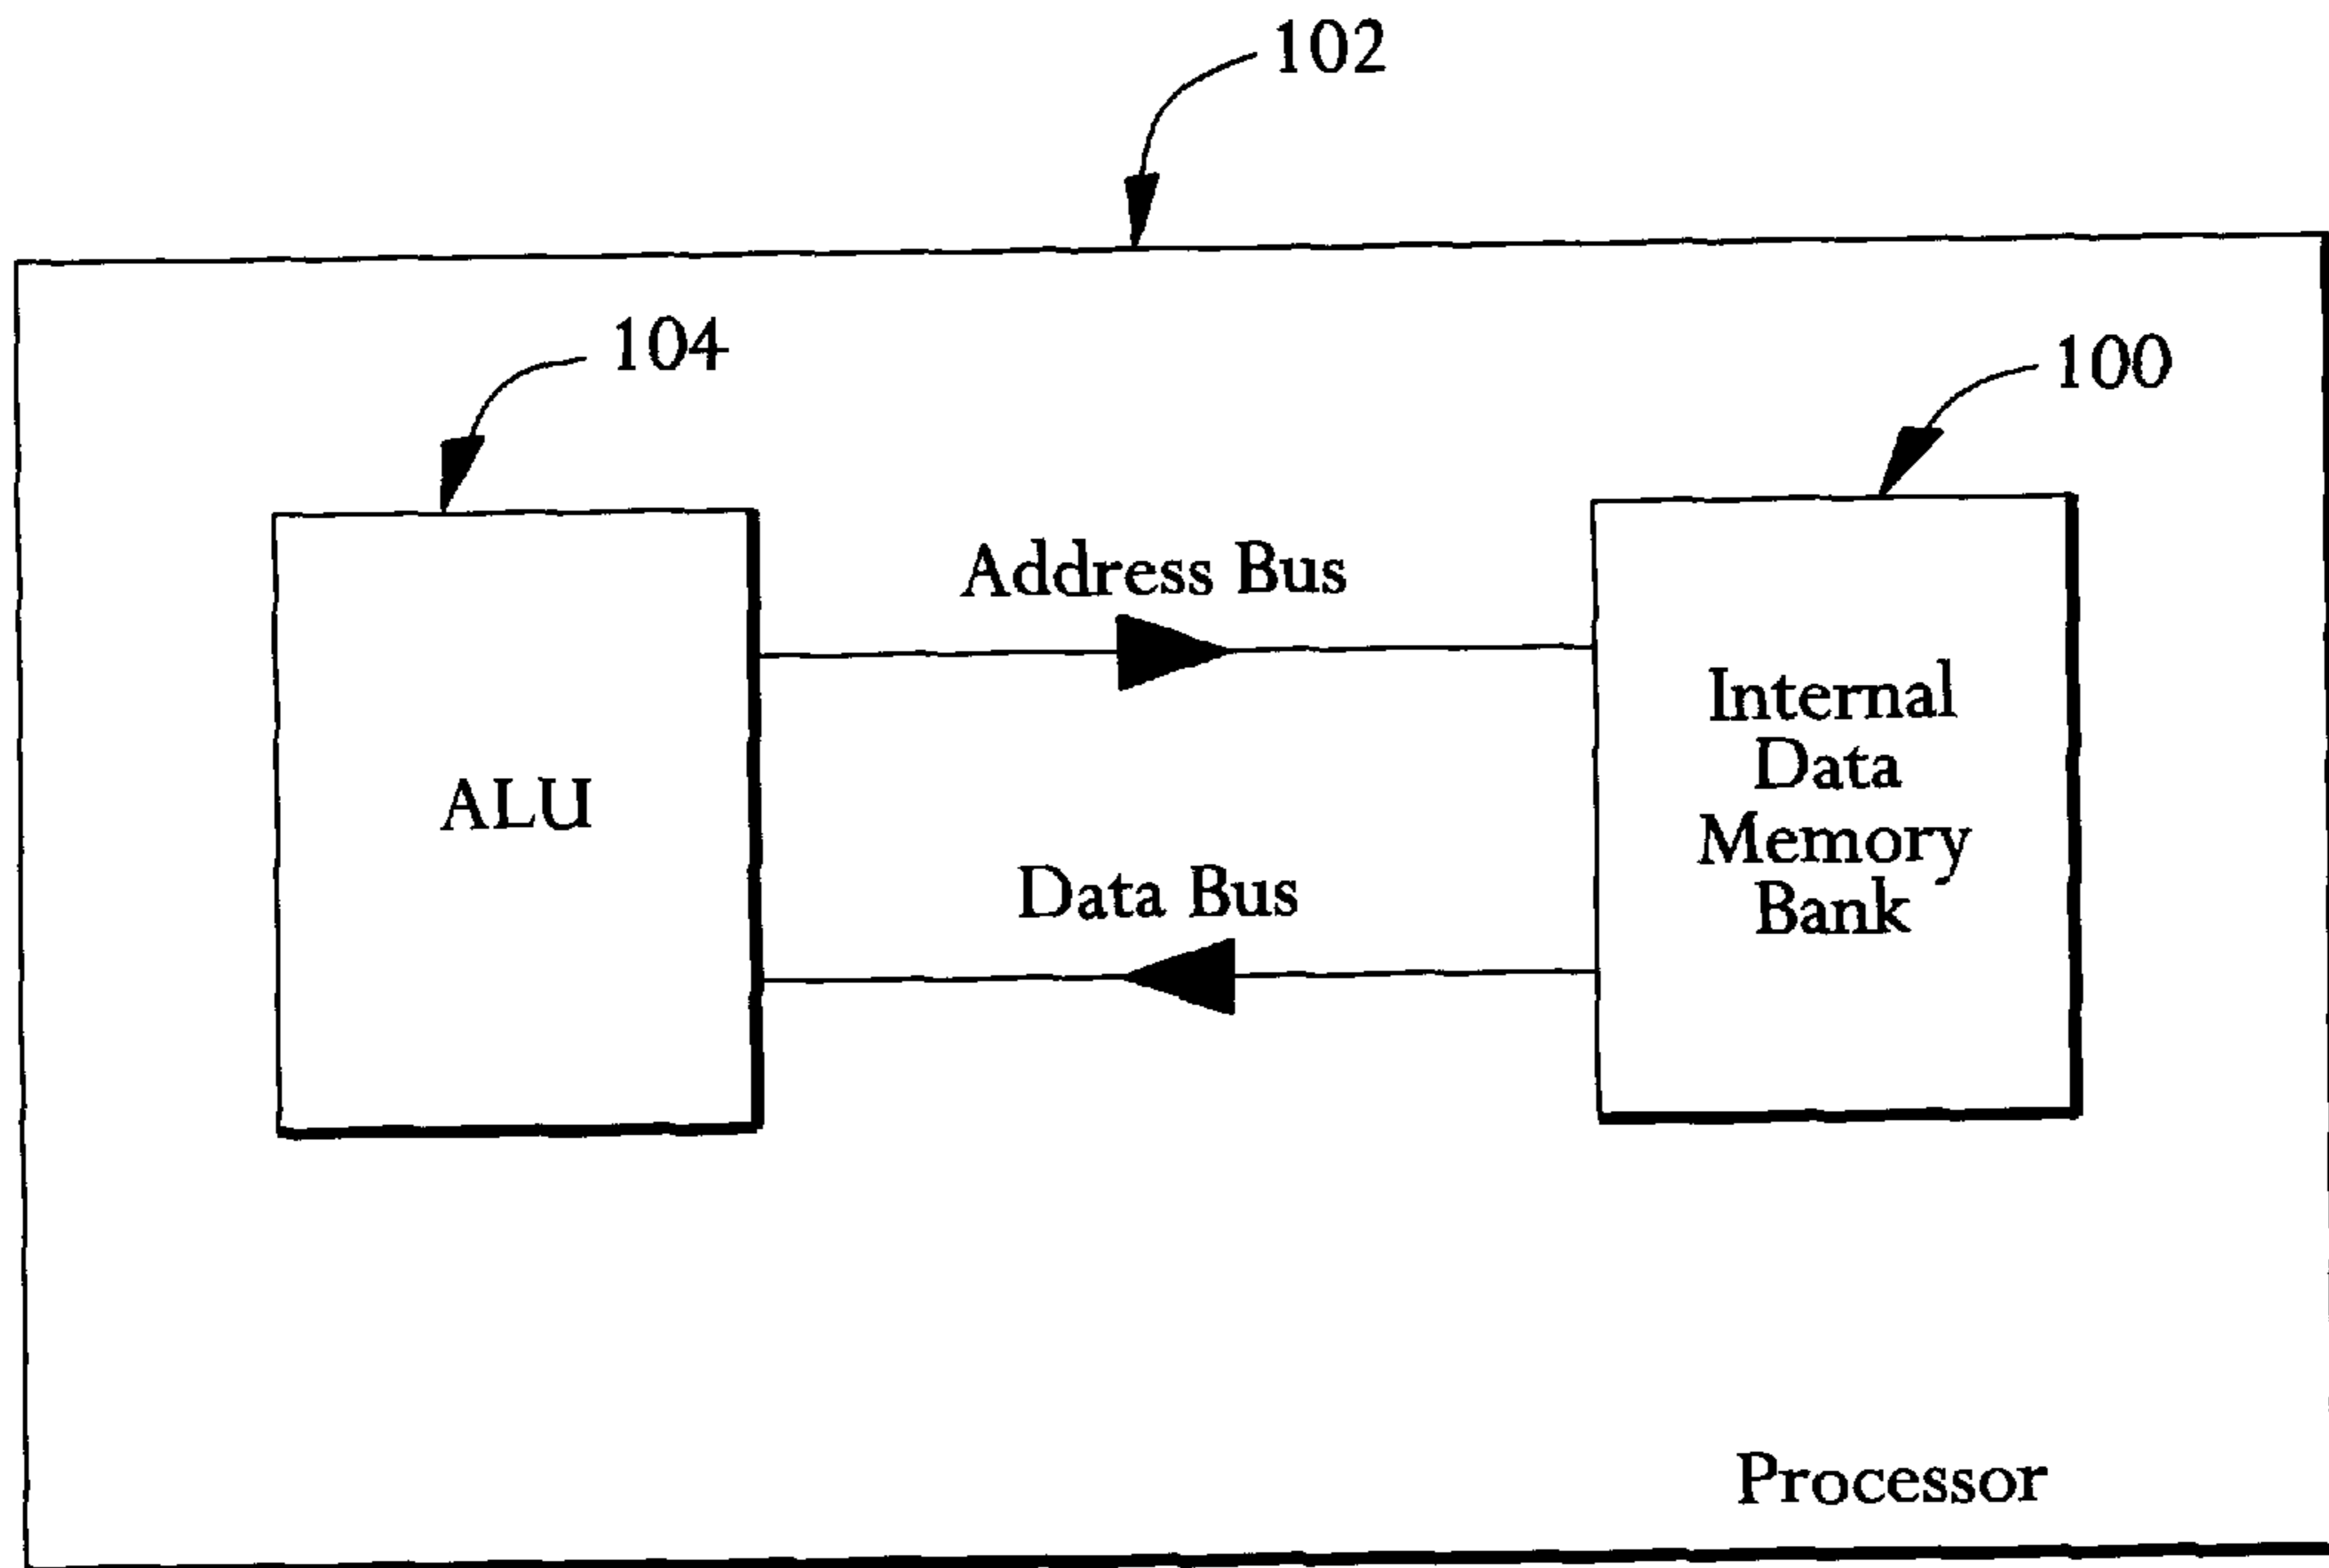 102
104
100
Address Bus
Internal
Data
Memory
Bank
ALU
Data Bus
Processor